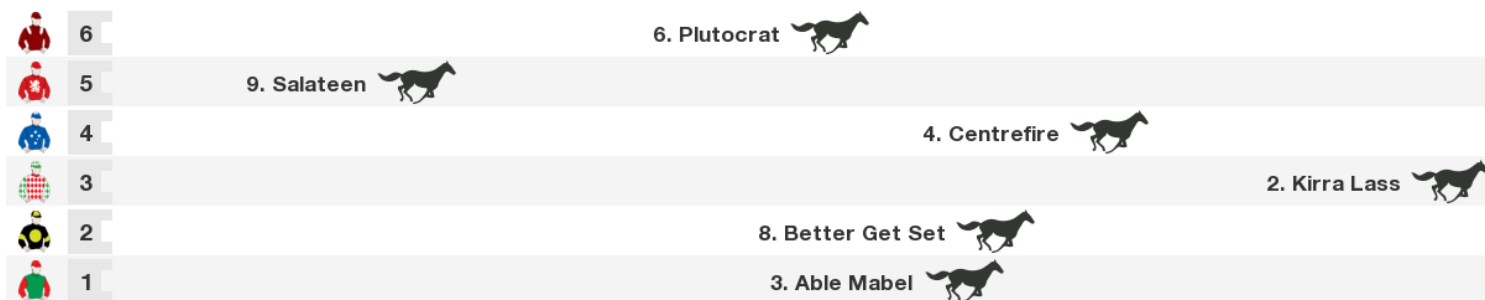 6 6. Plutocrat
5 9. Salateen
4 4. Centrefire
3 2. Kirra Lass
2 8. Better Get Set
1 3. Able Mabel